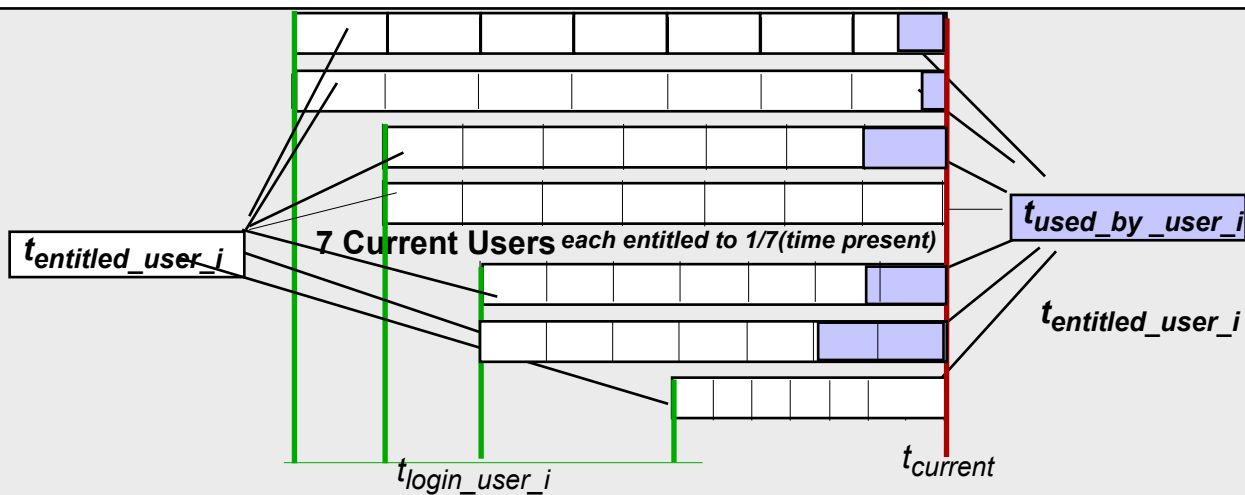 t_used_by _user_i
7 Current Users each entitled to 1/7(time present)
t_entitled_user_i
t_entitled_user_i
t_login_user_i
t_current